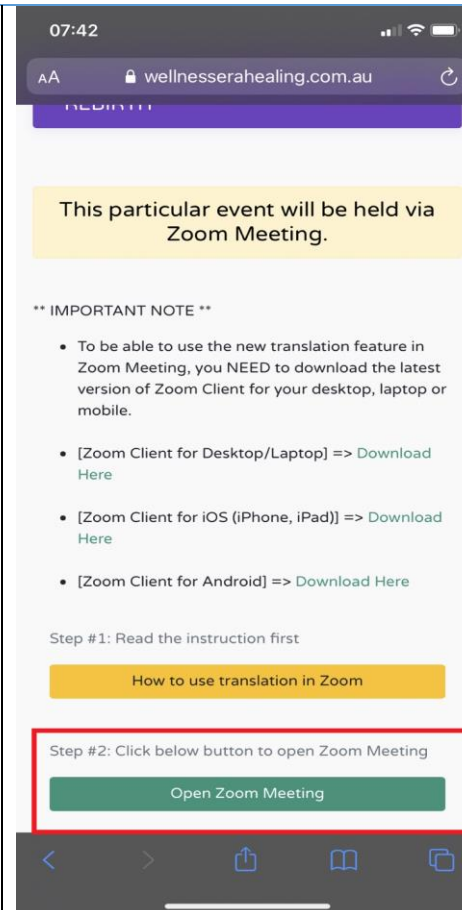 07:42
AA wellnesserahealing.com.au
REBIRTH
This particular event will be held via
Zoom Meeting.
** IMPORTANT NOTE **
• To be able to use the new translation feature in
Zoom Meeting, you NEED to download the latest
version of Zoom Client for your desktop, laptop or
mobile.
• [Zoom Client for Desktop/Laptop] => Download
Here
• [Zoom Client for iOS (iPhone, iPad)] => Download
Here
• [Zoom Client for Android] => Download Here
Step #1: Read the instruction first
How to use translation in Zoom
Step #2: Click below button to open Zoom Meeting
Open Zoom Meeting